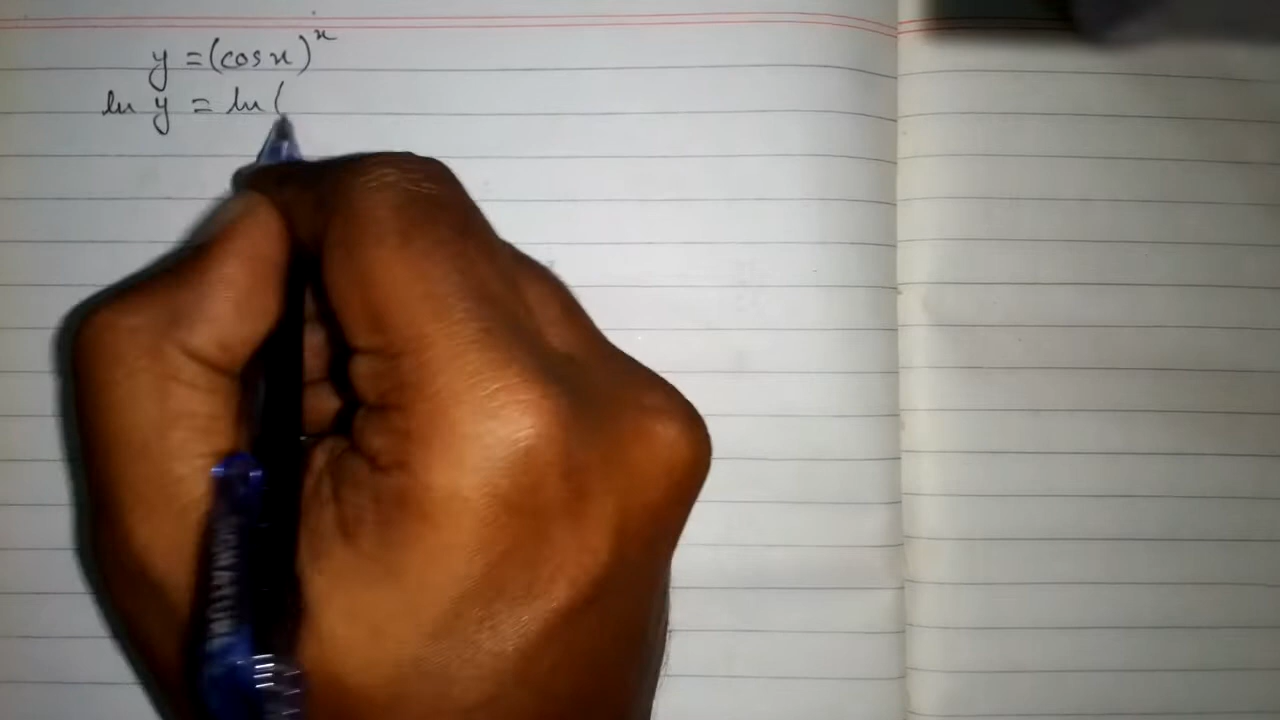 y = (cos x)^x
ln y = ln (